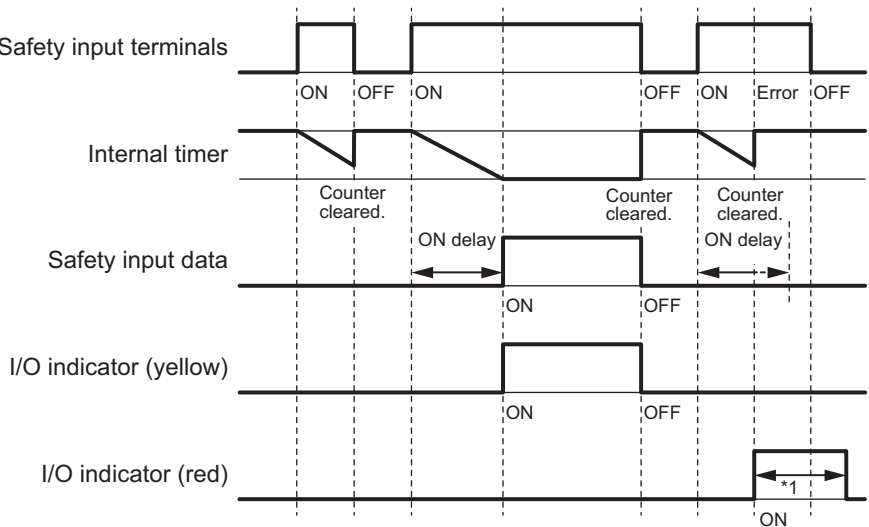 Safety input terminals
ON OFF ON OFF ON Error OFF
Internal timer
Counter cleared. Counter cleared. Counter cleared.
ON delay ON delay
Safety input data
ON OFF
I/O indicator (yellow)
ON OFF
I/O indicator (red)
*1
ON